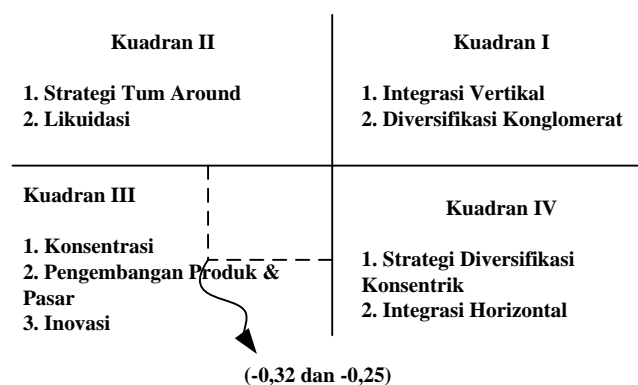 Kuadran II
1. Strategi Tum Around
2. Likuidasi
Kuadran I
1. Integrasi Vertikal
2. Diversifikasi Konglomerat
Kuadran III
1. Konsentrasi
2. Pengembangan Produk &
Pasar
3. Inovasi
Kuadran IV
1. Strategi Diversifikasi
Konsentrik
2. Integrasi Horizontal
(-0,32 dan -0,25)